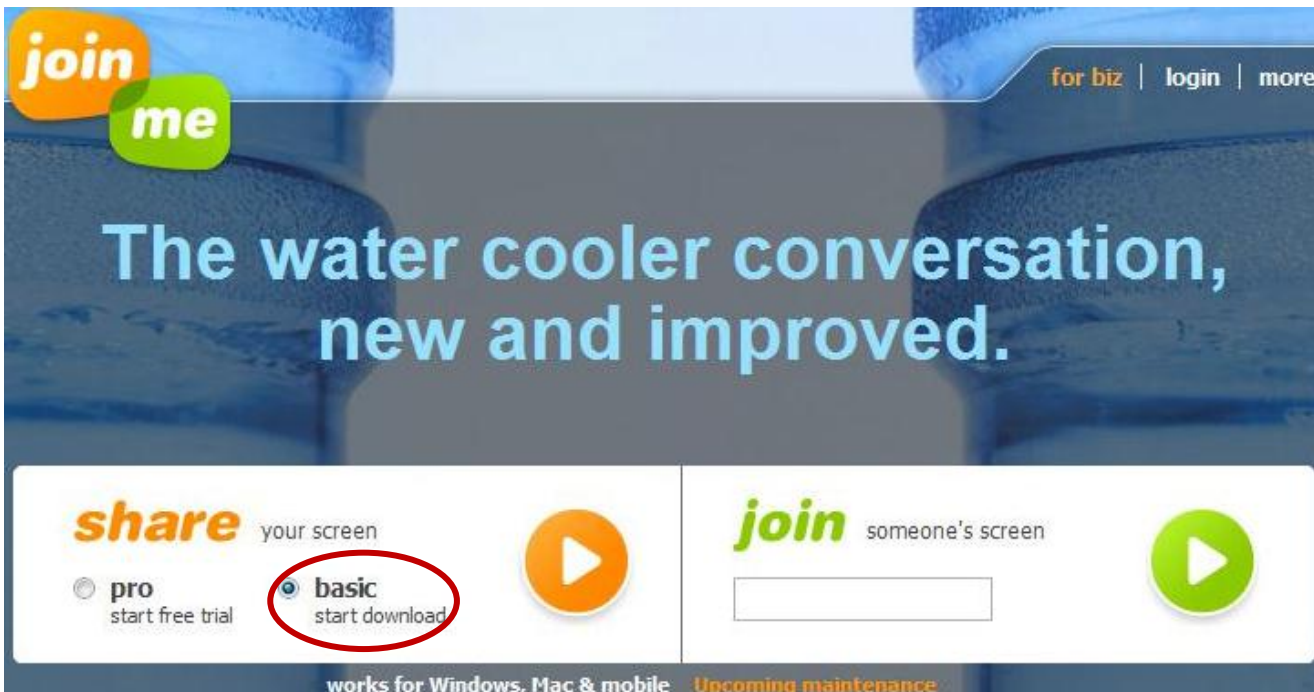 join
me
for biz | login | more
The water cooler conversation,
new and improved.
share your screen
pro
start free trial
basic
start download
join someone's screen
works for Windows, Mac & mobile Upcoming maintenance